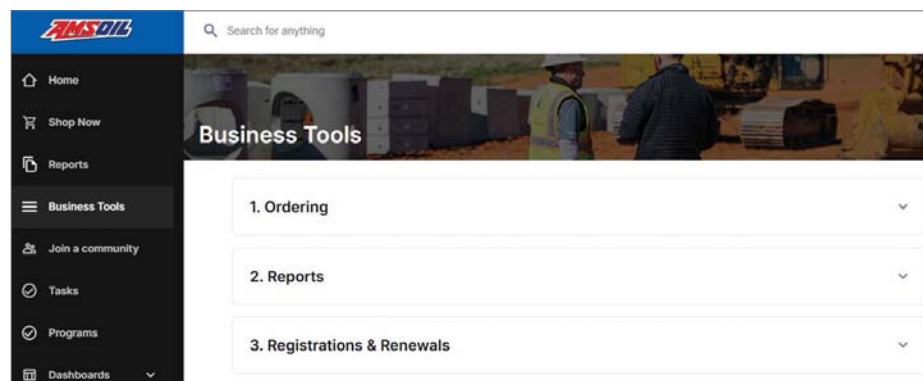 AMSOIL
Search for anything
Home
Shop Now
Reports
Business Tools
Join a community
Tasks
Programs
Dashboards
Business Tools
1. Ordering
2. Reports
3. Registrations & Renewals